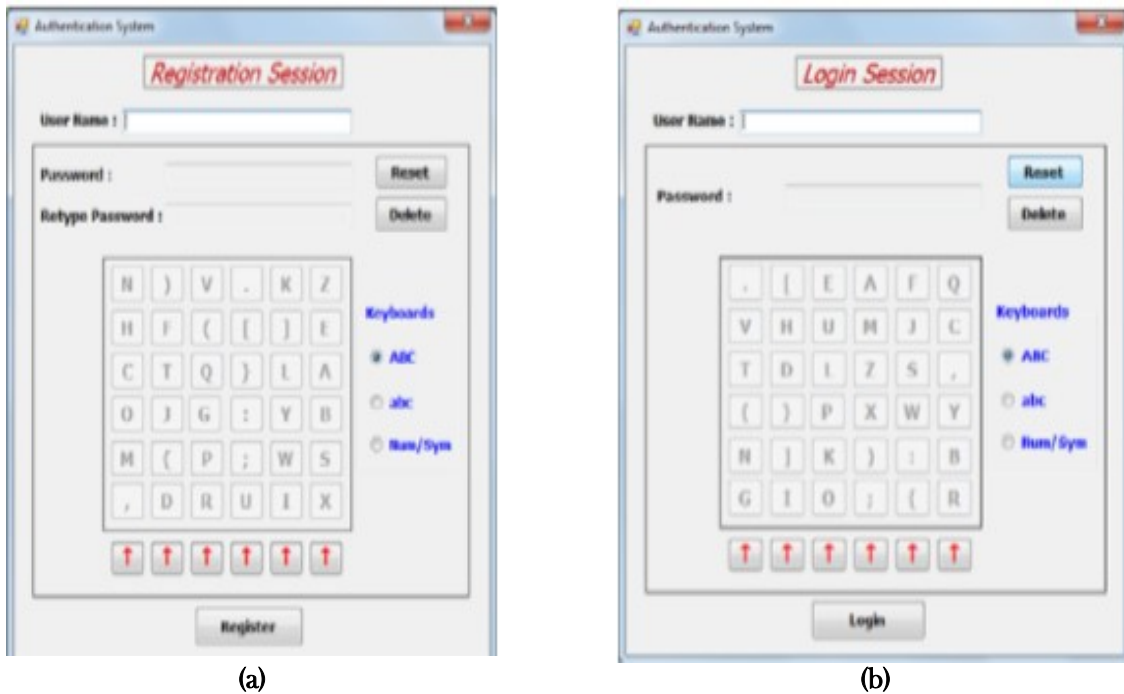 Authentication System
Registration Session
User Name :
Password :
Reset
Retype Password :
Delete
N ) V . K Z
H F ( [ ] E
C T Q } L A
O J G : Y B
M { P ; W S
, D R U I X
Keyboards
ABC
abc
Num/Sym
↑ ↑ ↑ ↑ ↑ ↑
Register
(a)
Authentication System
Login Session
User Name :
Reset
Password :
Delete
. [ E A F Q
V H U M J C
T D L Z S ,
( } P X W Y
N ] K ) : B
G I O ; { R
Keyboards
ABC
abc
Num/Sym
↑ ↑ ↑ ↑ ↑ ↑
Login
(b)